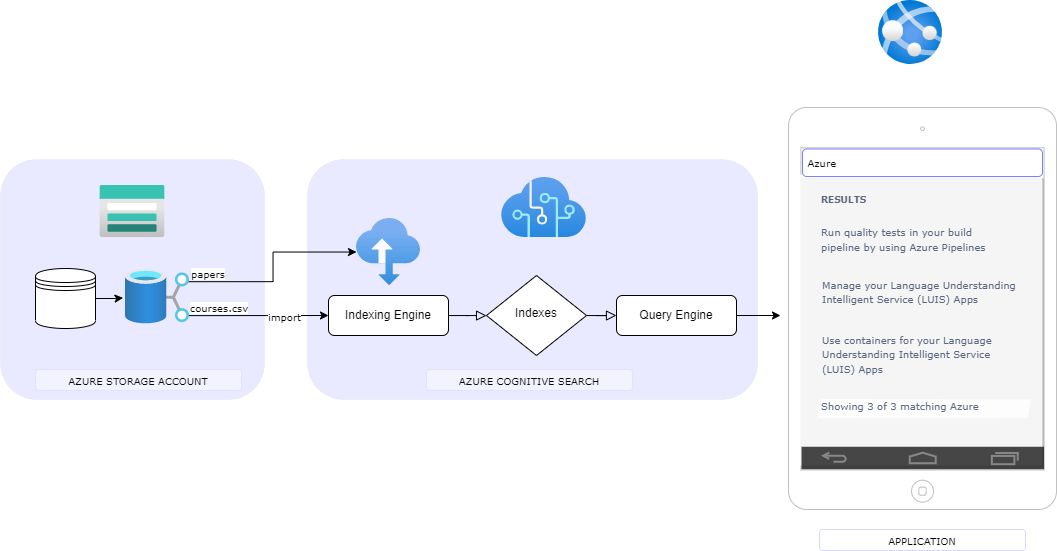 papers
courses.csv
import
AZURE STORAGE ACCOUNT
Indexing Engine
Indexes
Query Engine
AZURE COGNITIVE SEARCH
Azure
RESULTS
Run quality tests in your build
pipeline by using Azure Pipelines
Manage your Language Understanding
Intelligent Service (LUIS) Apps
Use containers for your Language
Understanding Intelligent Service
(LUIS) Apps
Showing 3 of 3 matching Azure
APPLICATION